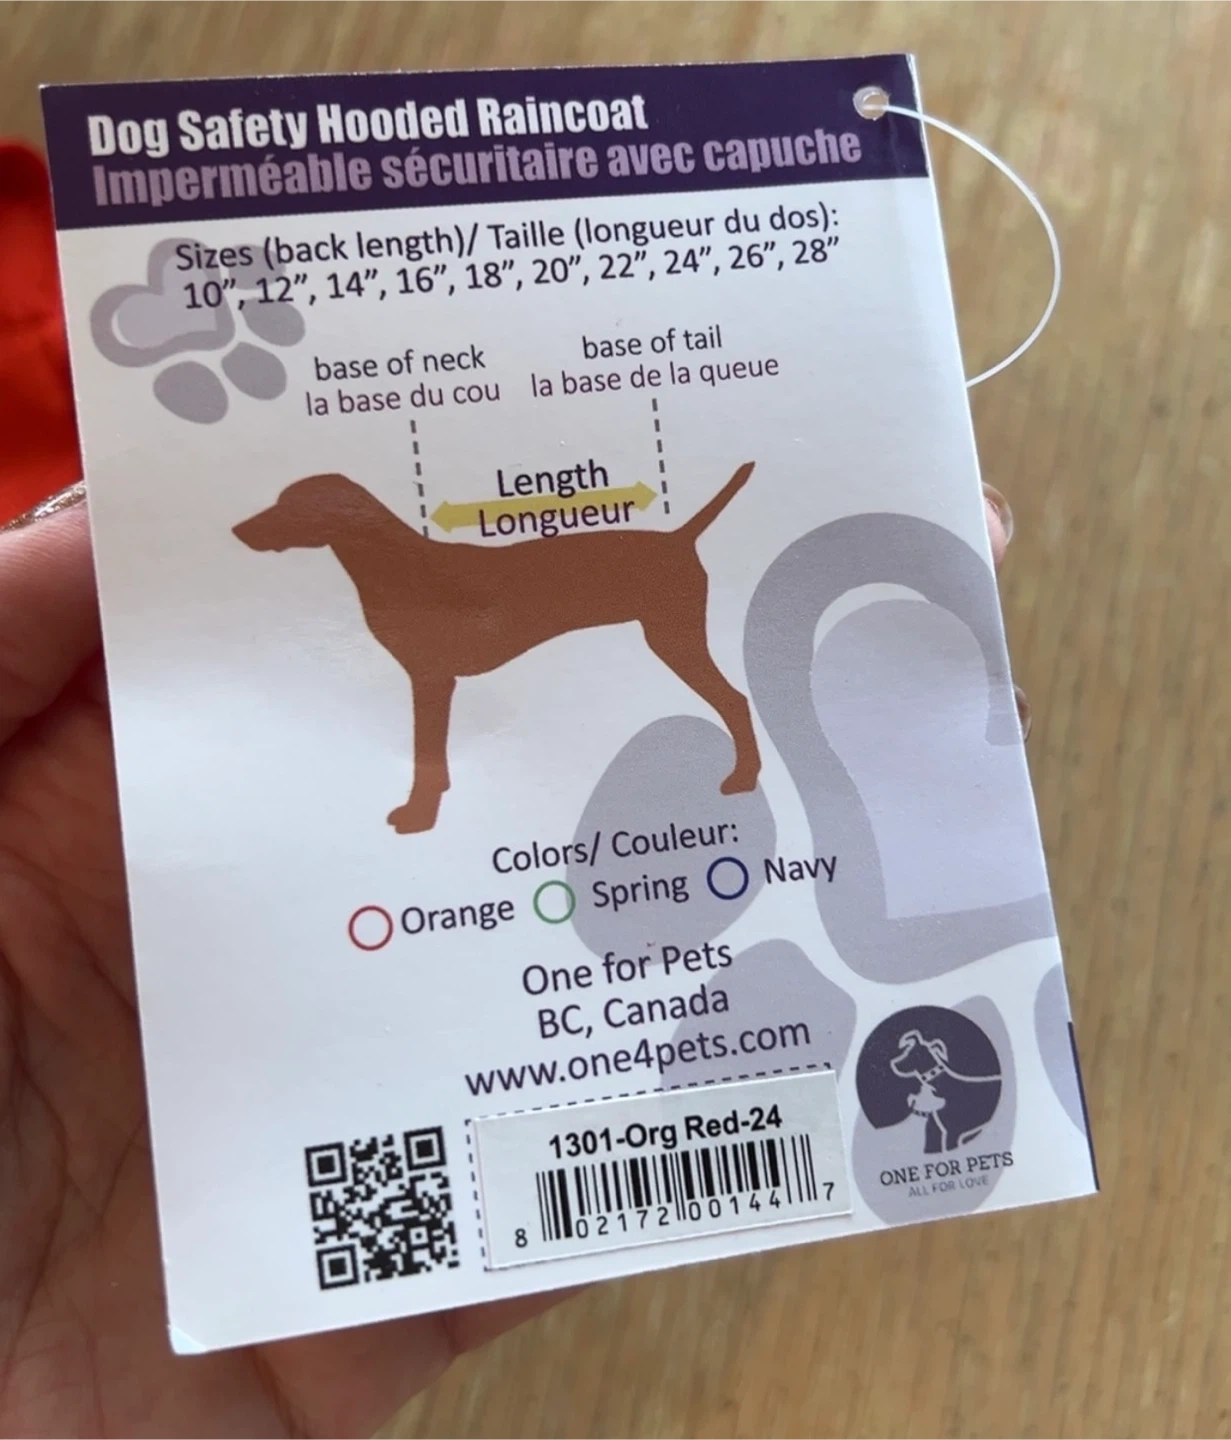 Dog Safety Hooded Raincoat
Imperméable sécuritaire avec capuche
Sizes (back length)/ Taille (longueur du dos):
10”, 12”, 14”, 16”, 18”, 20”, 22”, 24”, 26”, 28”
base of neck
la base du cou
base of tail
la base de la queue
Length
Longueur
Colors/ Couleur:
Orange Spring Navy
One for Pets
BC, Canada
www.one4pets.com
1301-Org Red-24
8 02172 00144 7
ONE FOR PETS
ALL FOR LOVE